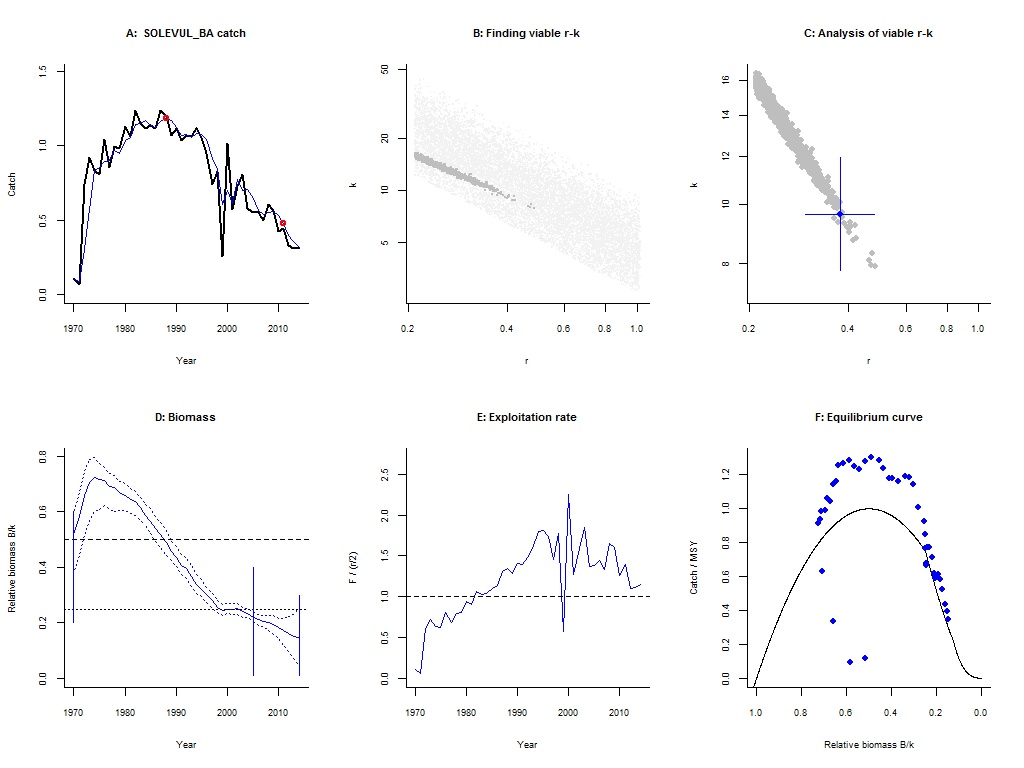 A: SOLEVUL_BA catch
Catch
1.5
1.0
0.5
0.0
1970 1980 1990 2000 2010
Year
B: Finding viable r-k
k
50
20
10
5
0.2 0.4 0.6 0.8 1.0
r
C: Analysis of viable r-k
k
16
14
12
10
8
0.2 0.4 0.6 0.8 1.0
r
D: Biomass
Relative biomass B/k
0.8
0.6
0.4
0.2
0.0
1970 1980 1990 2000 2010
Year
E: Exploitation rate
F / (r/2)
2.5
2.0
1.5
1.0
0.5
0.0
1970 1980 1990 2000 2010
Year
F: Equilibrium curve
Catch / MSY
1.2
1.0
0.8
0.6
0.4
0.2
0.0
1.0 0.8 0.6 0.4 0.2 0.0
Relative biomass B/k